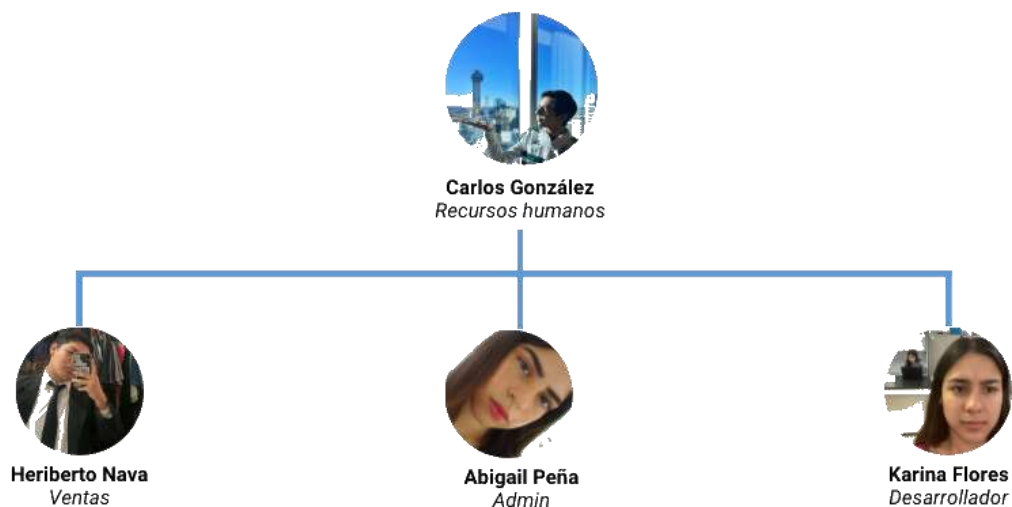 Carlos González
Recursos humanos
Heriberto Nava
Ventas
Abigail Peña
Admin
Karina Flores
Desarrollador